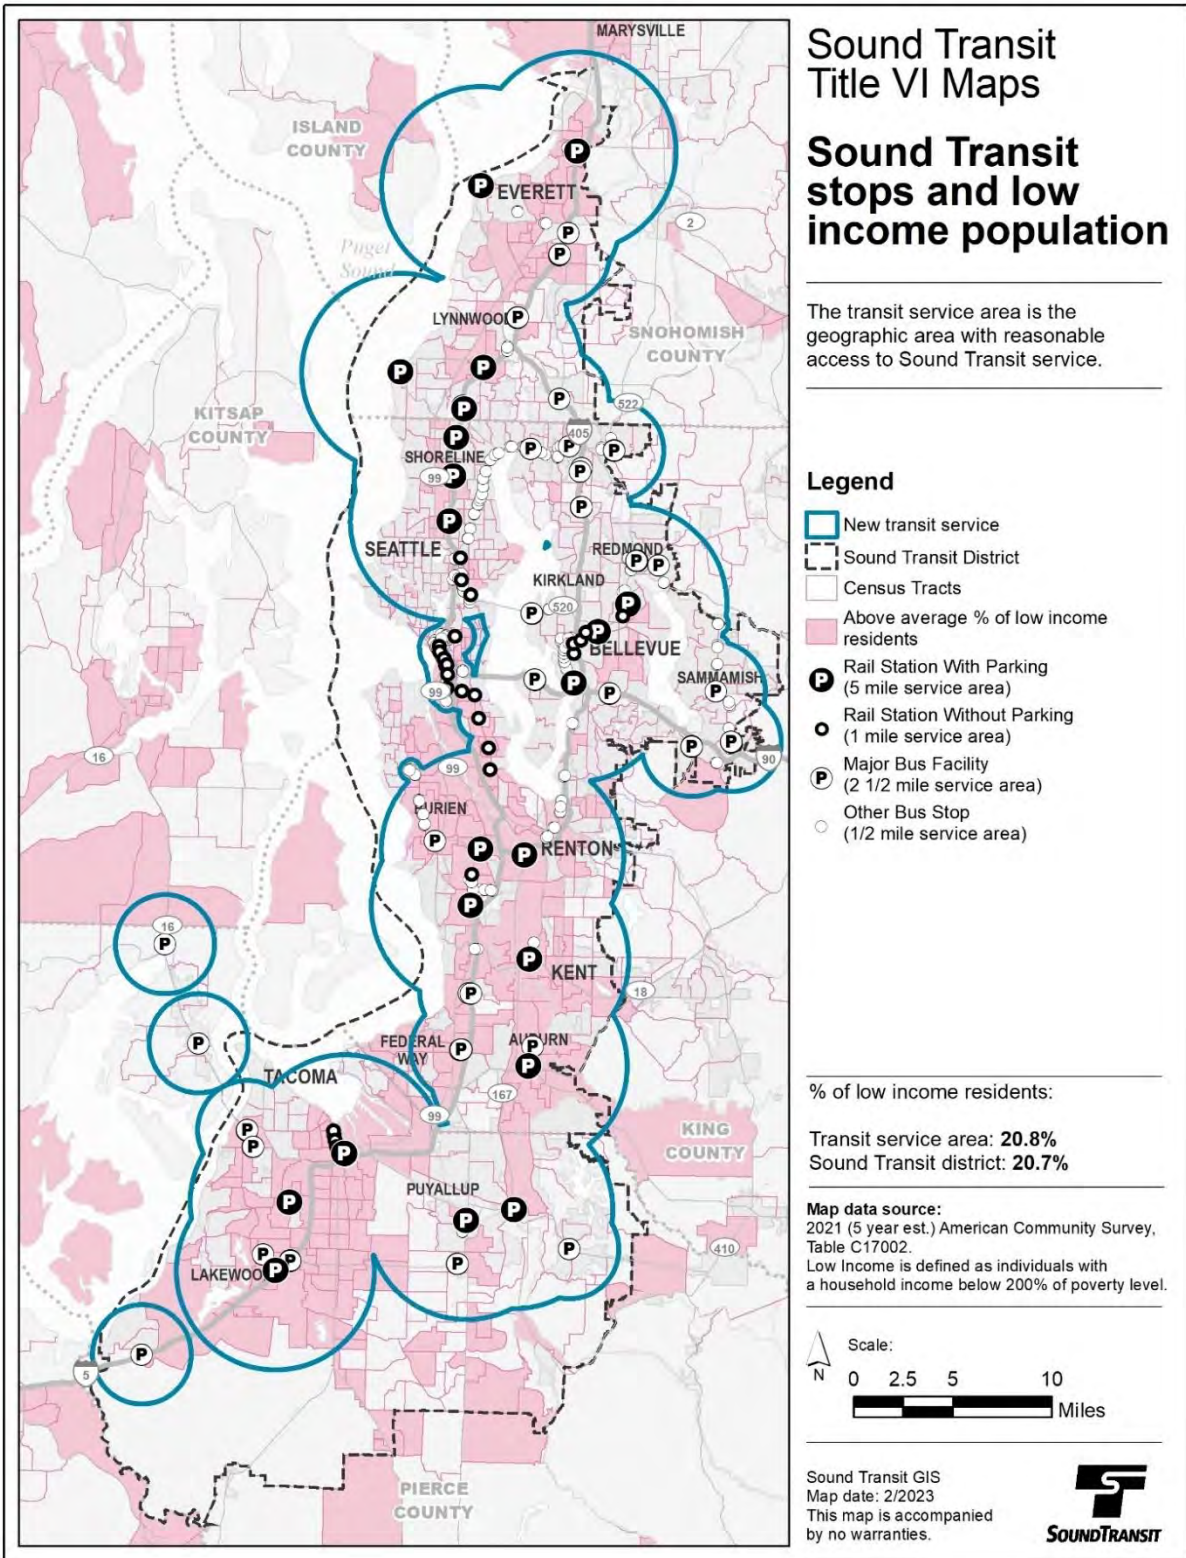 MARYSVILLE
ISLAND
COUNTY
EVERETT
2
Puget
Sound
LYNNWOOD
SNOHOMISH
COUNTY
KITSAP
COUNTY
522
405
SHORELINE
99
SEATTLE
REDMOND
KIRKLAND
520
BELLEVUE
SAMMAMISH
99
16
99
90
BURIEN
RENTON
16
KENT
18
FEDERAL
WAY
AUBURN
TACOMA
167
99
KING
COUNTY
PUYALLUP
410
LAKEWOOD
5
PIERCE
COUNTY
Sound Transit
Title VI Maps
Sound Transit
stops and low
income population
The transit service area is the
geographic area with reasonable
access to Sound Transit service.
Legend
New transit service
Sound Transit District
Census Tracts
Above average % of low income
residents
P Rail Station With Parking
(5 mile service area)
Rail Station Without Parking
(1 mile service area)
P Major Bus Facility
(2 1/2 mile service area)
Other Bus Stop
(1/2 mile service area)
% of low income residents:
Transit service area: 20.8%
Sound Transit district: 20.7%
Map data source:
2021 (5 year est.) American Community Survey,
Table C17002.
Low Income is defined as individuals with
a household income below 200% of poverty level.
Scale:
N
0 2.5 5 10
Miles
Sound Transit GIS
Map date: 2/2023
This map is accompanied
by no warranties.
SOUNDTRANSIT